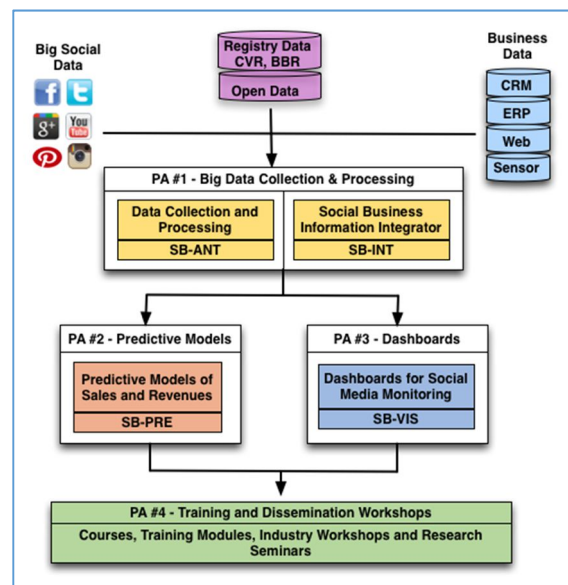 Big Social
Data
f
t
g+
You
Tube
Registry Data
CVR, BBR
Open Data
Business
Data
CRM
ERP
Web
Sensor
PA #1 - Big Data Collection & Processing
Data Collection and
Processing
SB-ANT
Social Business
Information Integrator
SB-INT
PA #2 - Predictive Models
Predictive Models of
Sales and Revenues
SB-PRE
PA #3 - Dashboards
Dashboards for Social
Media Monitoring
SB-VIS
PA #4 - Training and Dissemination Workshops
Courses, Training Modules, Industry Workshops and Research
Seminars